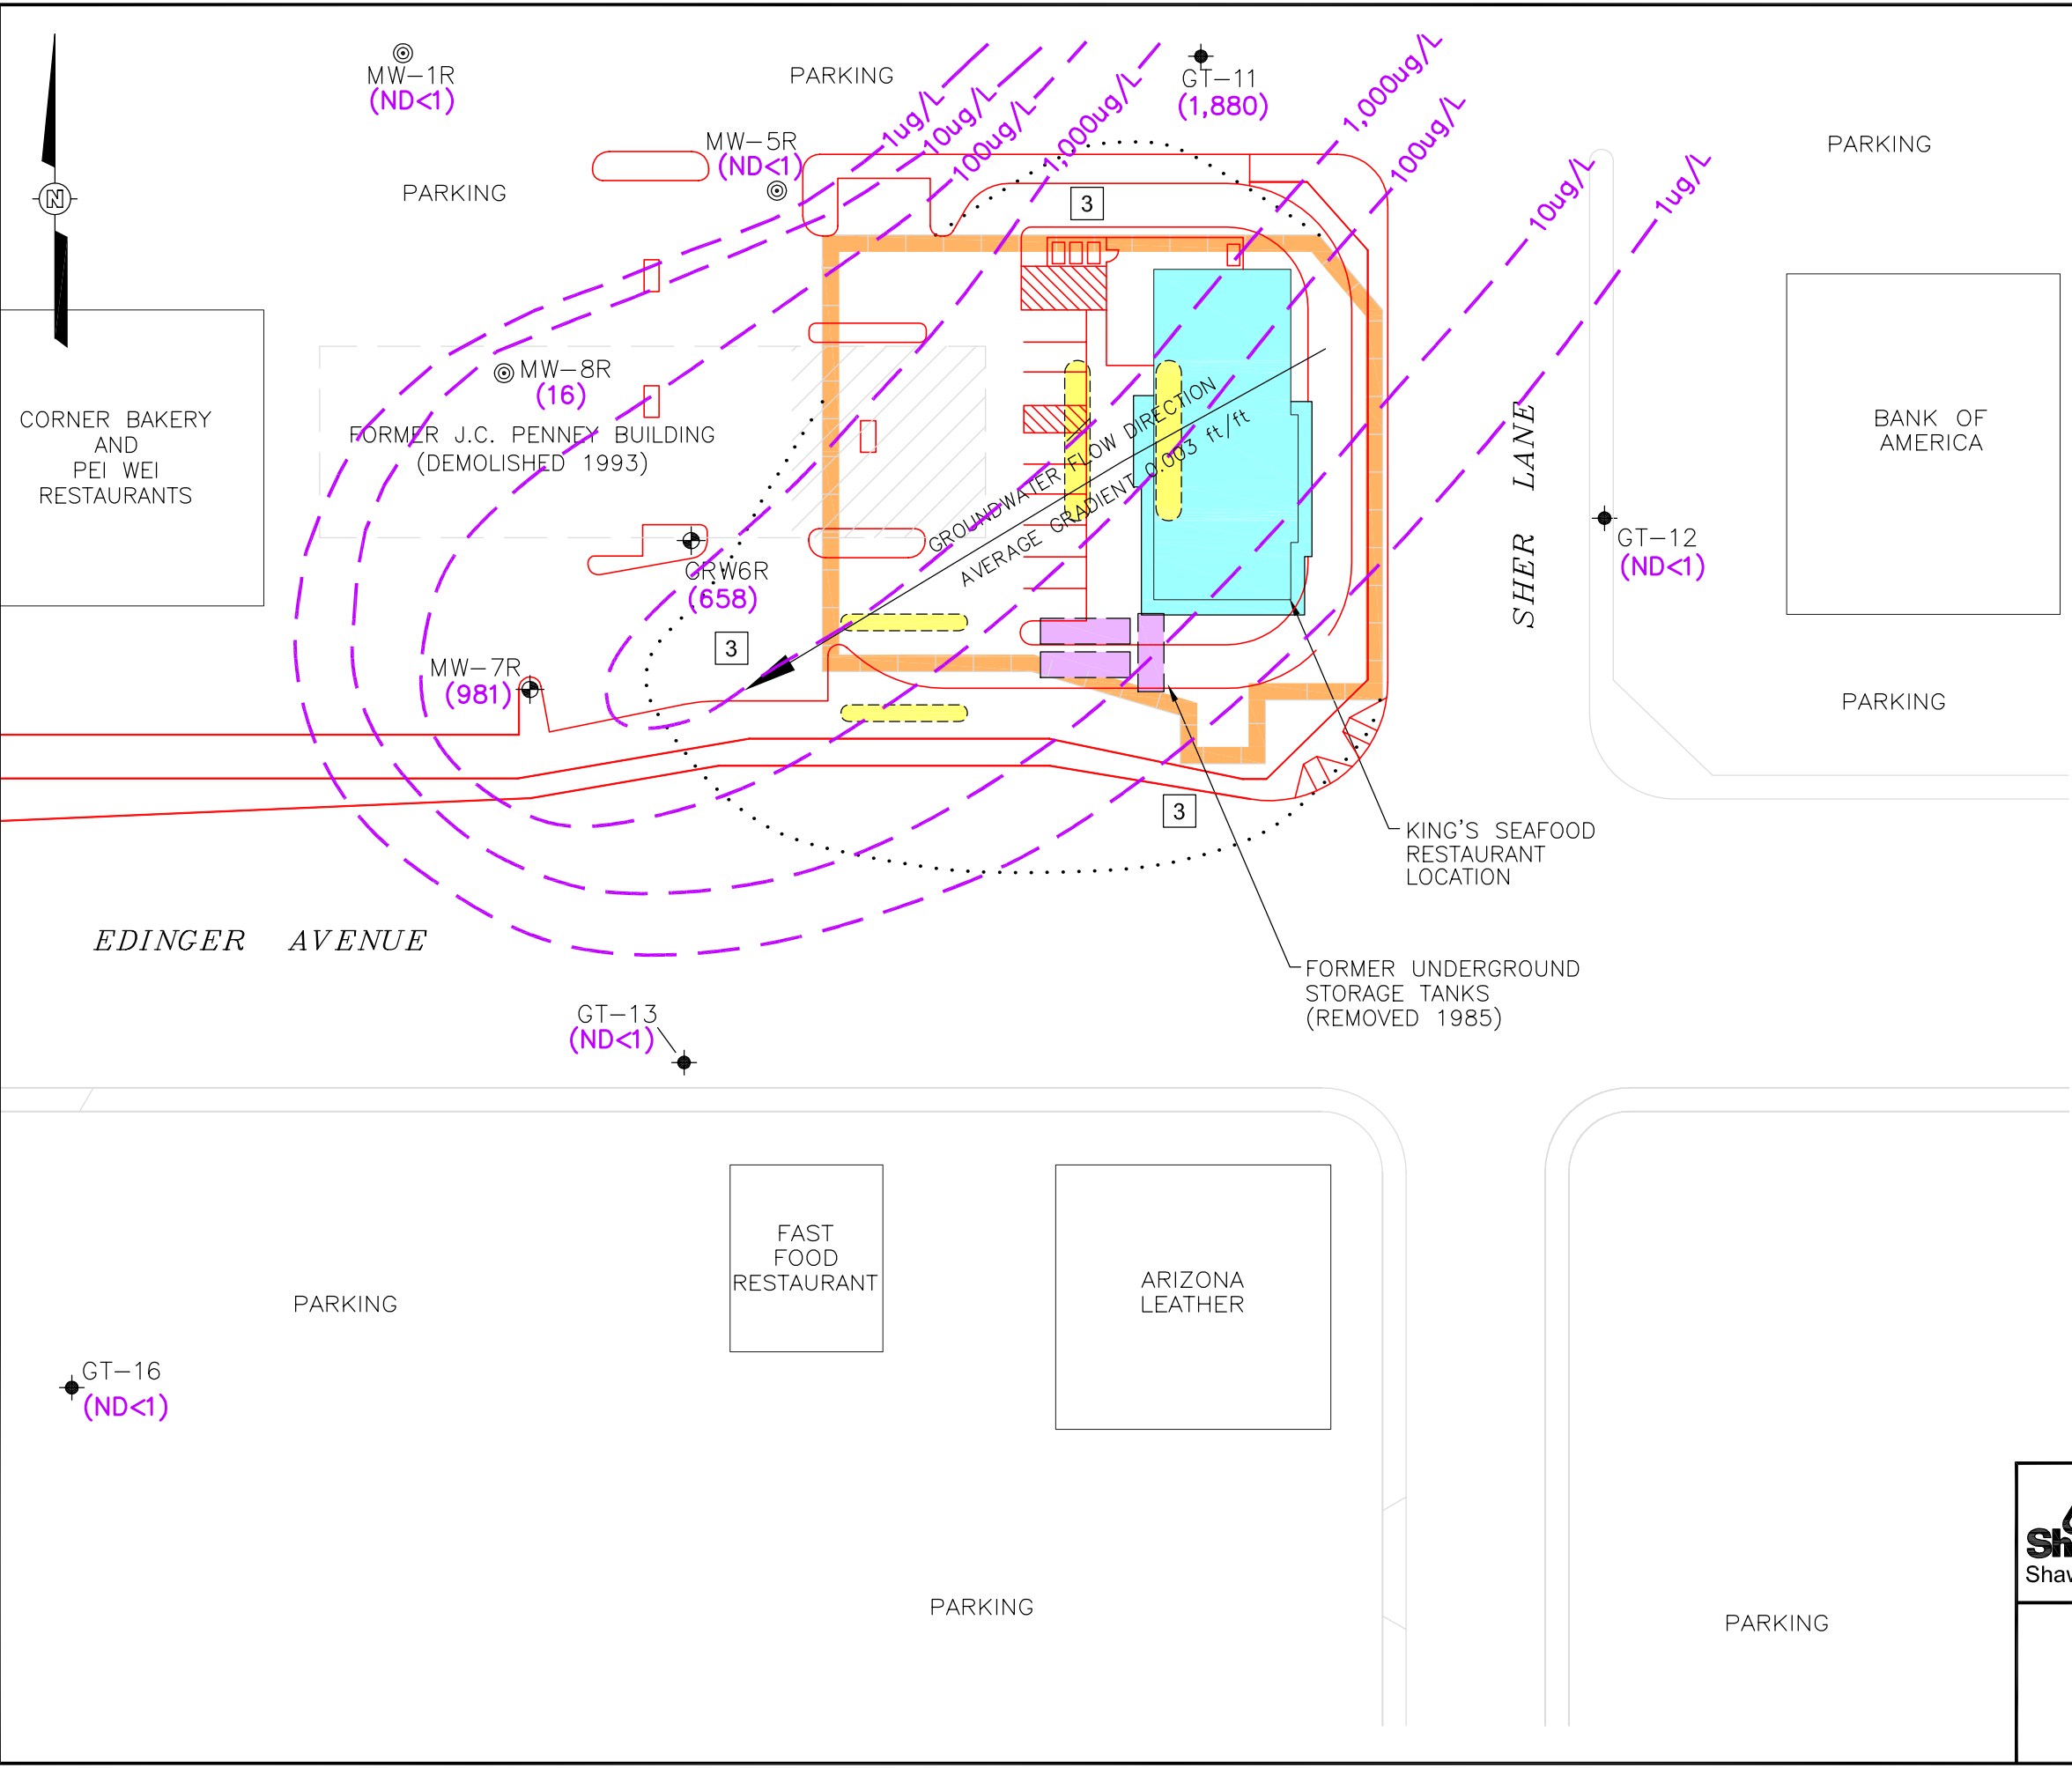 MW-1R
(ND<1)
PARKING
GT-11
(1,880)
1ug/L
10ug/L
100ug/L
1,000ug/L
1,000ug/L
100ug/L
10ug/L
1ug/L
PARKING
MW-5R
(ND<1)
PARKING
N
3
MW-8R
(16)
CORNER BAKERY
AND
PEI WEI
RESTAURANTS
FORMER J.C. PENNEY BUILDING
(DEMOLISHED 1993)
GROUNDWATER FLOW DIRECTION
AVERAGE GRADIENT 0.003 ft/ft
SHER LANE
BANK OF
AMERICA
GT-12
(ND<1)
CRW6R
(658)
3
MW-7R
(981)
PARKING
3
KING'S SEAFOOD
RESTAURANT
LOCATION
EDINGER AVENUE
FORMER UNDERGROUND
STORAGE TANKS
(REMOVED 1985)
GT-13
(ND<1)
FAST
FOOD
RESTAURANT
ARIZONA
LEATHER
PARKING
GT-16
(ND<1)
PARKING
PARKING
Sh
Shaw